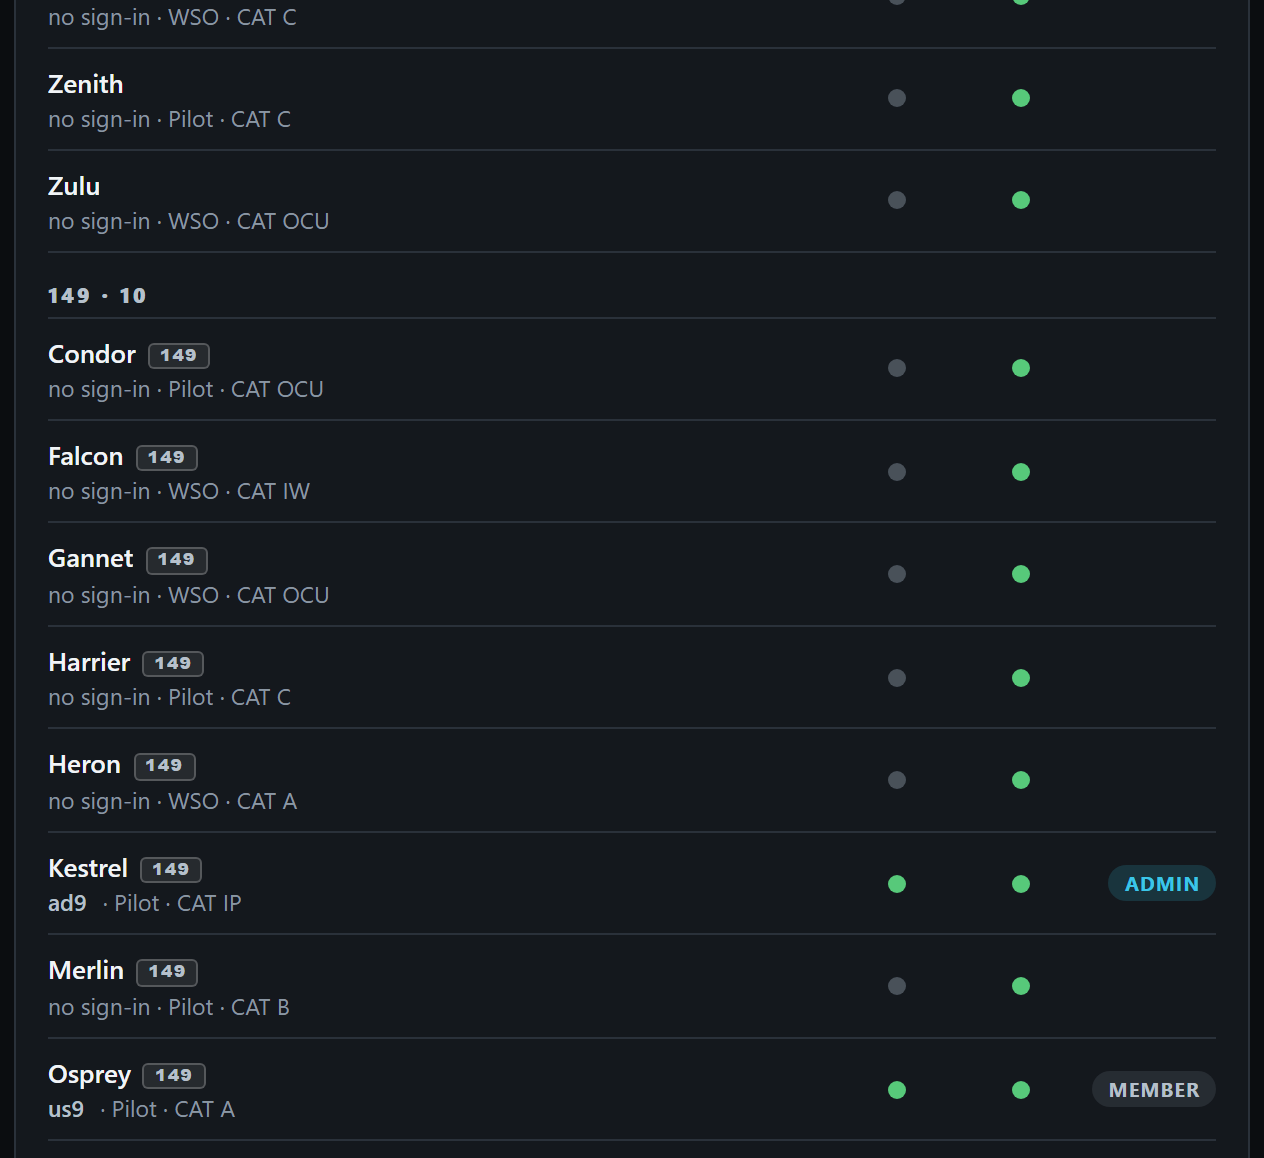 no sign-in · WSO · CAT C
Zenith
no sign-in · Pilot · CAT C
Zulu
no sign-in · WSO · CAT OCU
149 · 10
Condor 149
no sign-in · Pilot · CAT OCU
Falcon 149
no sign-in · WSO · CAT IW
Gannet 149
no sign-in · WSO · CAT OCU
Harrier 149
no sign-in · Pilot · CAT C
Heron 149
no sign-in · WSO · CAT A
Kestrel 149
ADMIN
ad9 · Pilot · CAT IP
Merlin 149
no sign-in · Pilot · CAT B
Osprey 149
MEMBER
us9 · Pilot · CAT A